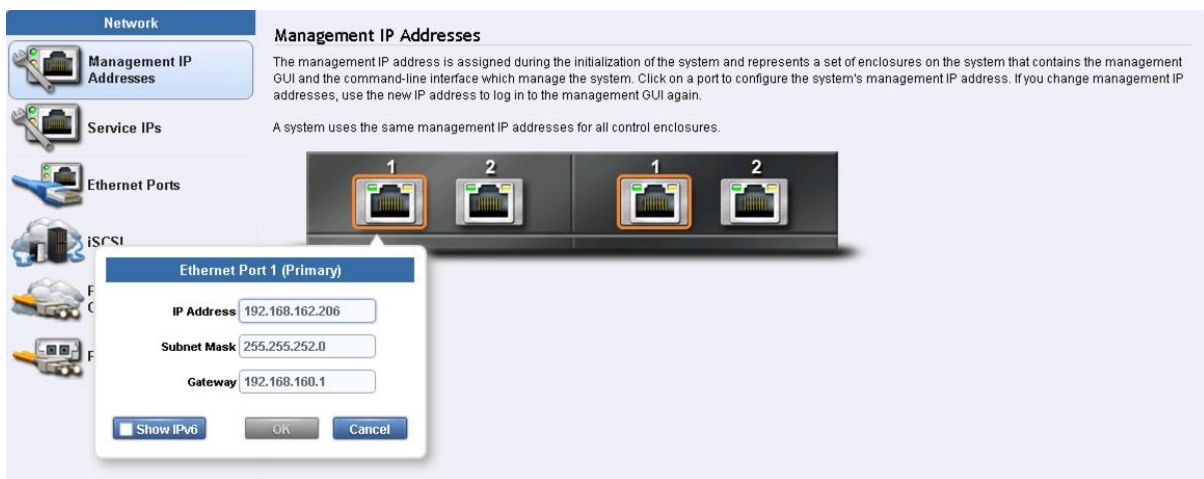 Network
Management IP
Addresses
Service IPs
Ethernet Ports
iSCSI
Management IP Addresses
The management IP address is assigned during the initialization of the system and represents a set of enclosures on the system that contains the management
GUI and the command-line interface which manage the system. Click on a port to configure the system's management IP address. If you change management IP
addresses, use the new IP address to log in to the management GUI again.
A system uses the same management IP addresses for all control enclosures.
1 2 1 2
Ethernet Port 1 (Primary)
IP Address 192.168.162.206
Subnet Mask 255.255.252.0
Gateway 192.168.160.1
Show IPv6 OK Cancel